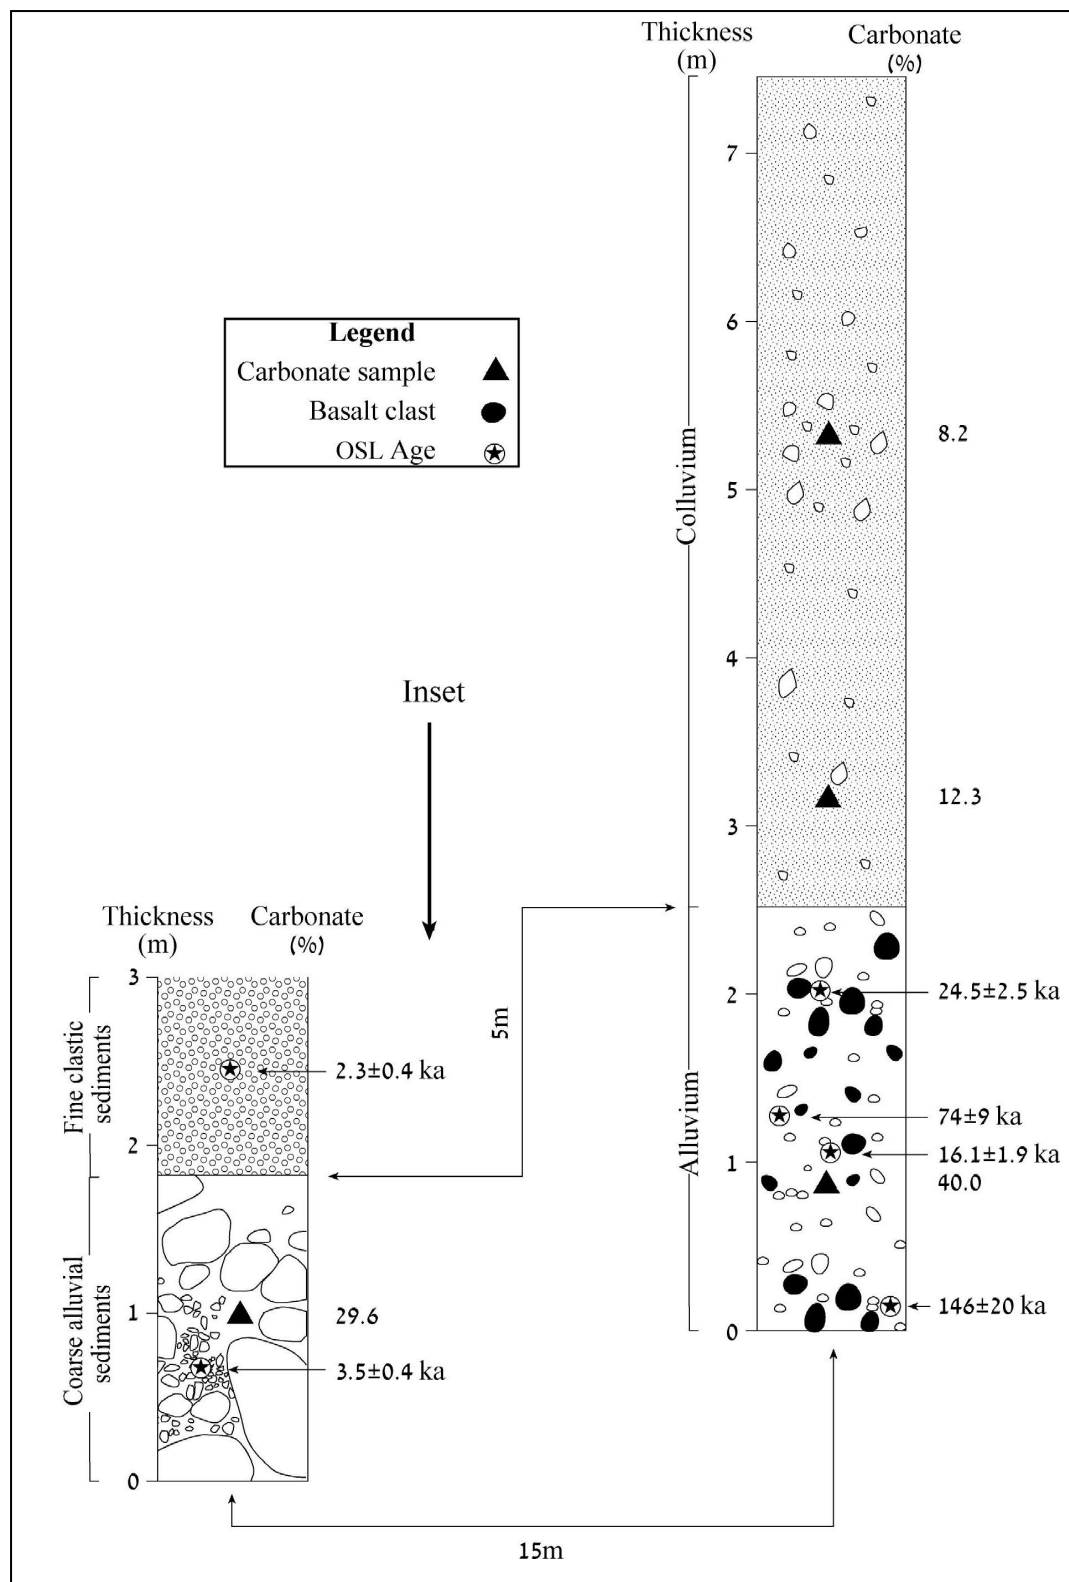 Thickness
(m)
Carbonate
(%)
7
6
5
4
3
2
1
0
Colluvium
Alluvium
8.2
12.3
24.5±2.5 ka
74±9 ka
16.1±1.9 ka
40.0
146±20 ka
Legend
Carbonate sample
Basalt clast
OSL Age
Inset
Thickness
(m)
Carbonate
(%)
3
2
1
0
Fine clastic
sediments
Coarse alluvial
sediments
2.3±0.4 ka
29.6
3.5±0.4 ka
5m
15m